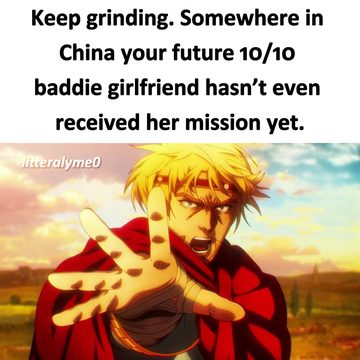 Keep grinding. Somewhere in
China your future 10/10
baddie girlfriend hasn’t even
received her mission yet.
litteralyme0